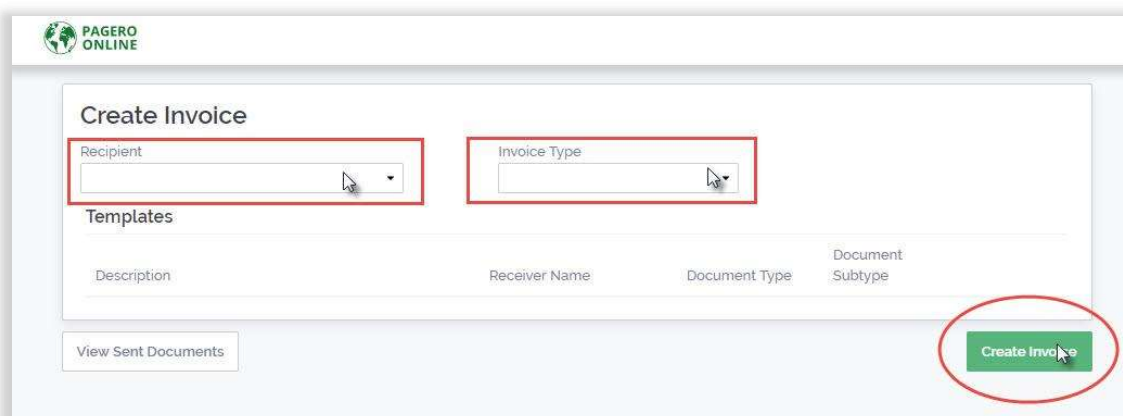 PAGERO
ONLINE
Create Invoice
Recipient
Invoice Type
Templates
Description
Receiver Name
Document Type
Document
Subtype
View Sent Documents
Create Invoice